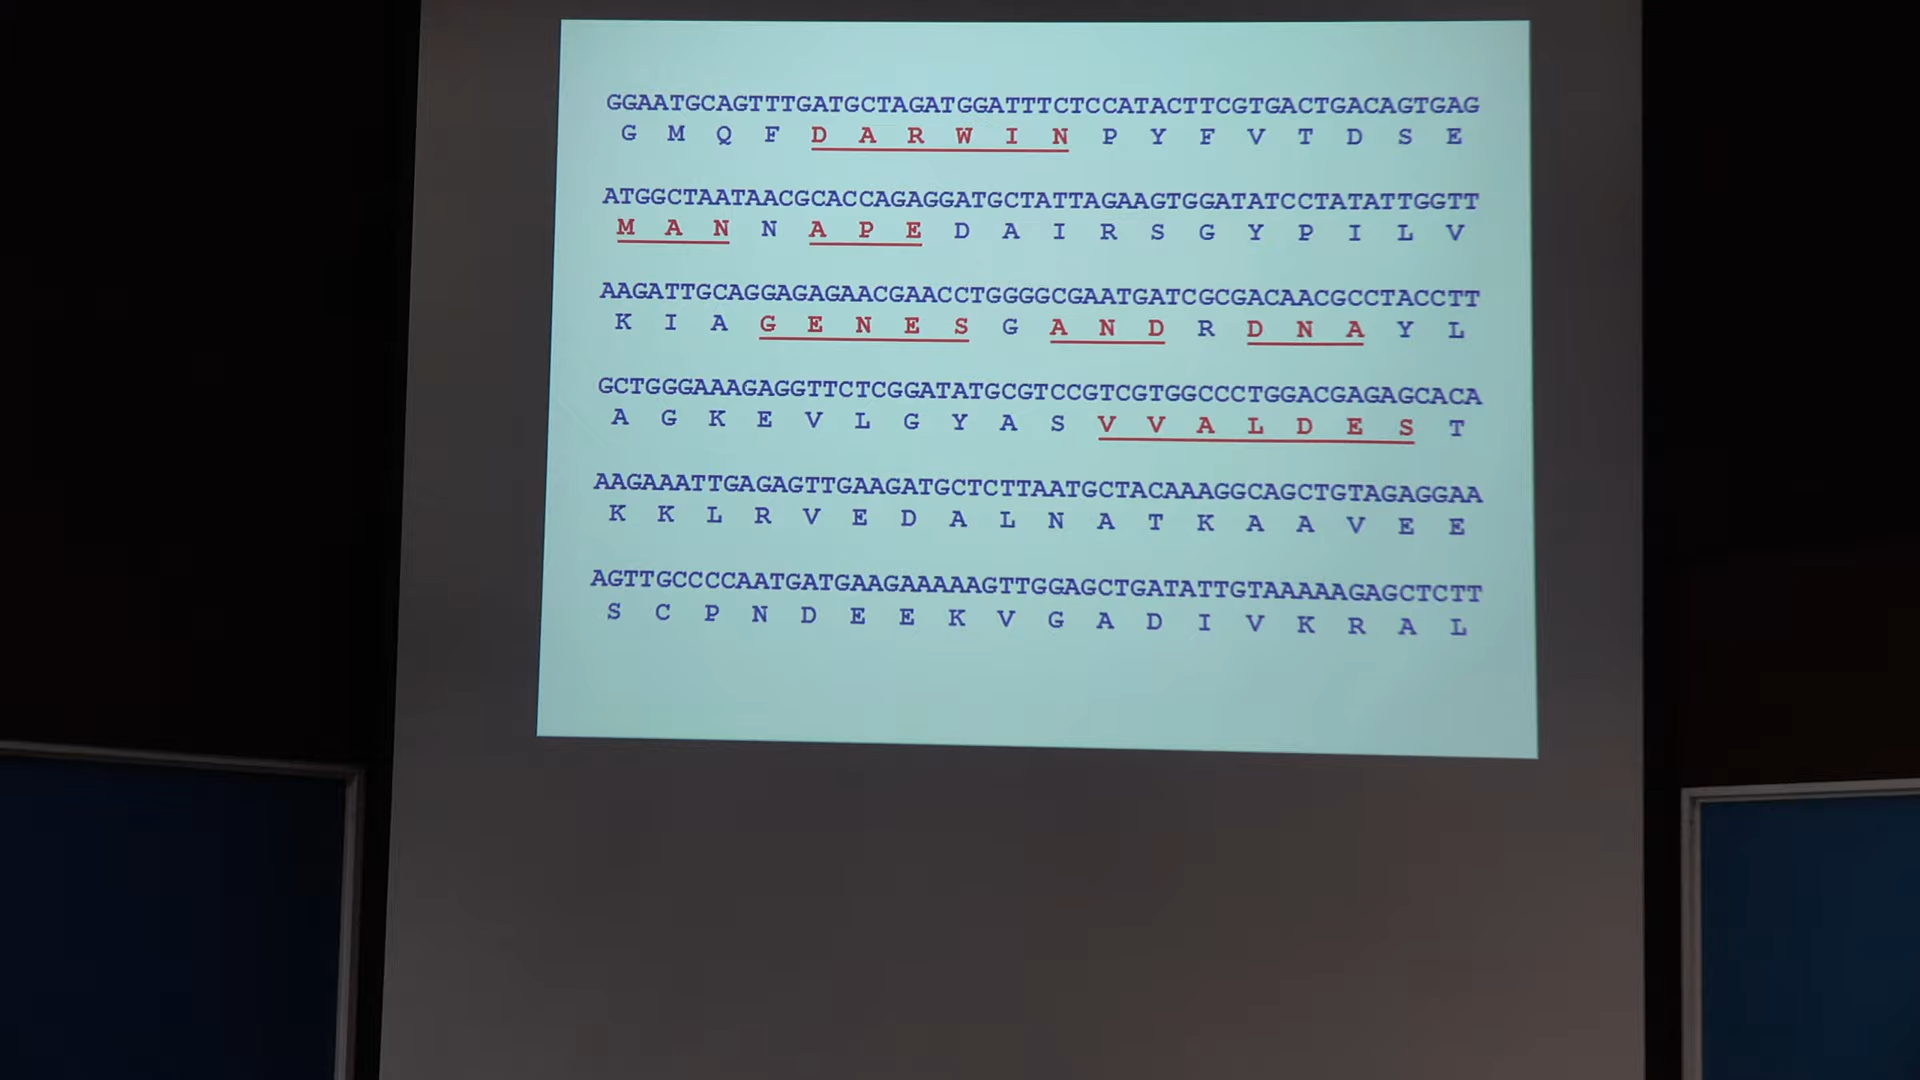 GGAATGCAGTTTGATGCTAGATGGATTTCTCCATACTTCGTGACTGACAGTGAG
G M Q F D A R W I N P Y F V T D S E
ATGGCTAATAACGCACCAGAGGATGCTATTAGAAGTGGATATCCTATATTGGTT
M A N N A P E D A I R S G Y P I L V
AAGATTGCAGGAGAGAACGAACCTGGGGCGAATGATCGCGACAACGCCTACCTT
K I A G E N E S G A N D R D N A Y L
GCTGGGAAAGAGGTTCTCGGATATGCGTCCGTCGTGGCCCTGGACGAGAGCACA
A G K E V L G Y A S V V A L D E S T
AAGAAATTGAGAGTTGAAGATGCTCTTAATGCTACAAAGGCAGCTGTAGAGGAA
K K L R V E D A L N A T K A A V E E
AGTTGCCCCAATGATGAAGAAAAAGTTGGAGCTGATATTGTAAAAAGAGCTCTT
S C P N D E E K V G A D I V K R A L